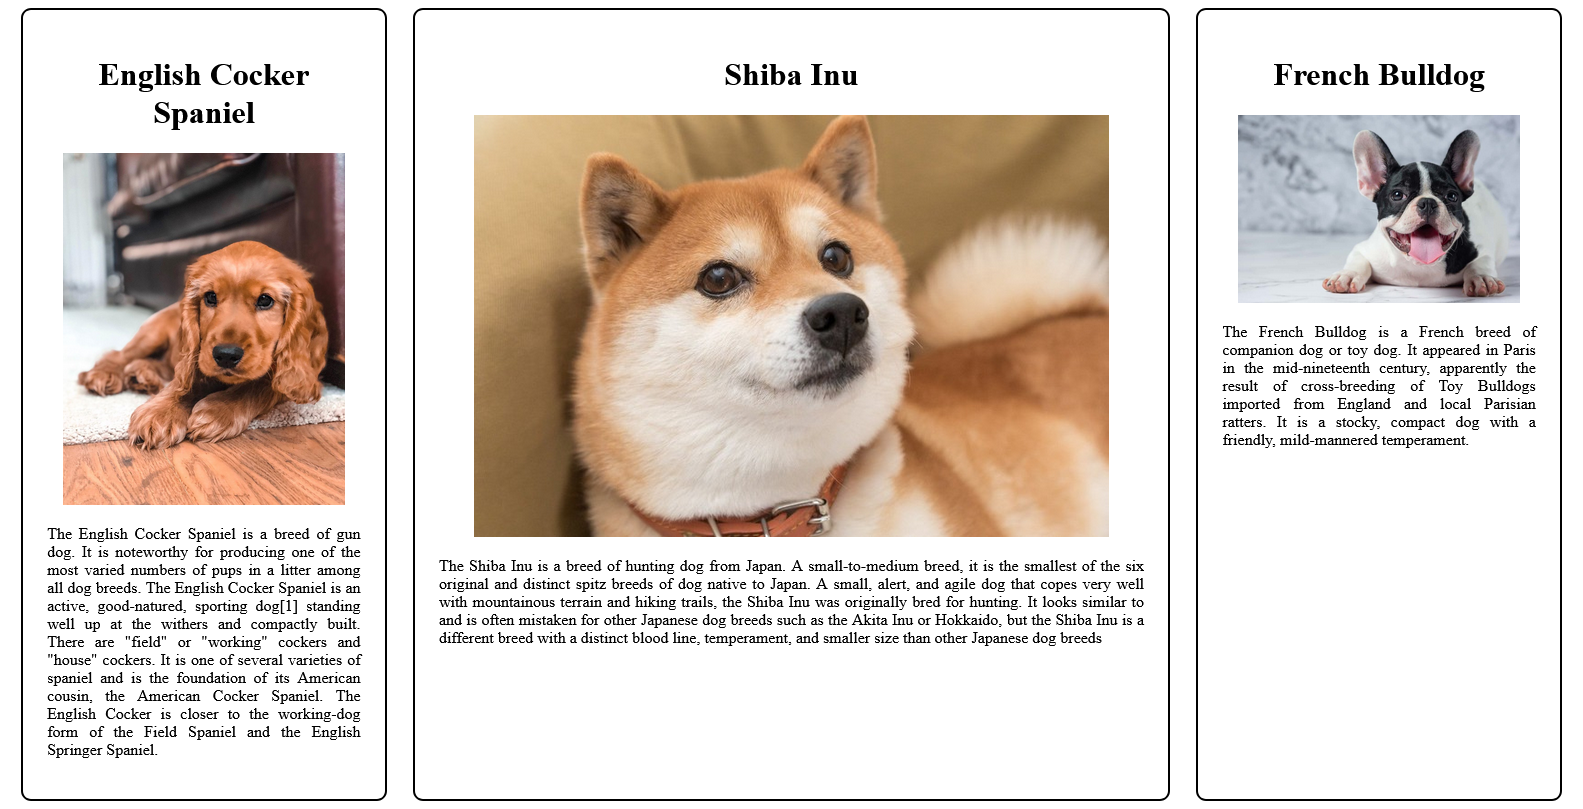 English Cocker
Spaniel
The English Cocker Spaniel is a breed of gun
dog. It is noteworthy for producing one of the
most varied numbers of pups in a litter among
all dog breeds. The English Cocker Spaniel is an
active, good-natured, sporting dog[1] standing
well up at the withers and compactly built.
There are "field" or "working" cockers and
"house" cockers. It is one of several varieties of
spaniel and is the foundation of its American
cousin, the American Cocker Spaniel. The
English Cocker is closer to the working-dog
form of the Field Spaniel and the English
Springer Spaniel.
Shiba Inu
The Shiba Inu is a breed of hunting dog from Japan. A small-to-medium breed, it is the smallest of the six
original and distinct spitz breeds of dog native to Japan. A small, alert, and agile dog that copes very well
with mountainous terrain and hiking trails, the Shiba Inu was originally bred for hunting. It looks similar to
and is often mistaken for other Japanese dog breeds such as the Akita Inu or Hokkaido, but the Shiba Inu is a
different breed with a distinct blood line, temperament, and smaller size than other Japanese dog breeds
French Bulldog
The French Bulldog is a French breed of
companion dog or toy dog. It appeared in Paris
in the mid-nineteenth century, apparently the
result of cross-breeding of Toy Bulldogs
imported from England and local Parisian
ratters. It is a stocky, compact dog with a
friendly, mild-mannered temperament.